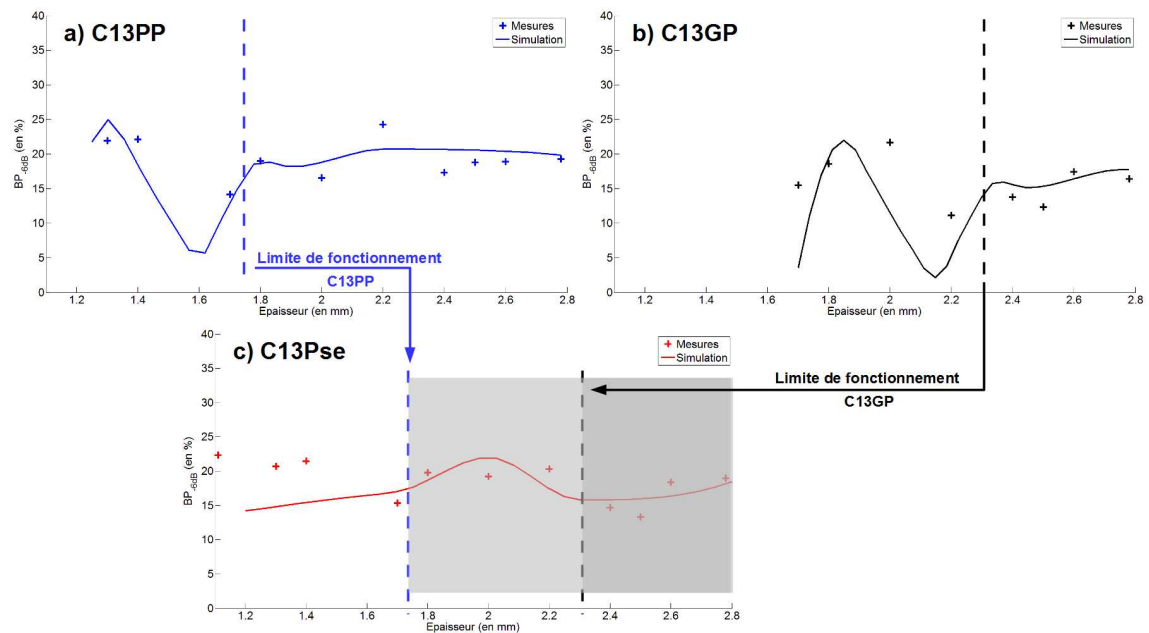 a) C13PP
Mesures
Simulation
BP-6dB (en %)
40
35
30
25
20
15
10
5
0
1.2 1.4 1.6 1.8 2 2.2 2.4 2.6 2.8
Epaisseur (en mm)
Limite de fonctionnement
C13PP
b) C13GP
Mesures
Simulation
BP-6dB (en %)
40
35
30
25
20
15
10
5
0
1.2 1.4 1.6 1.8 2 2.2 2.4 2.6 2.8
Epaisseur (en mm)
Limite de fonctionnement
C13GP
c) C13Pse
Mesures
Simulation
BP-6dB (en %)
40
35
30
25
20
15
10
5
0
1.2 1.4 1.6 1.8 2 2.2 2.4 2.6 2.8
Epaisseur (en mm)